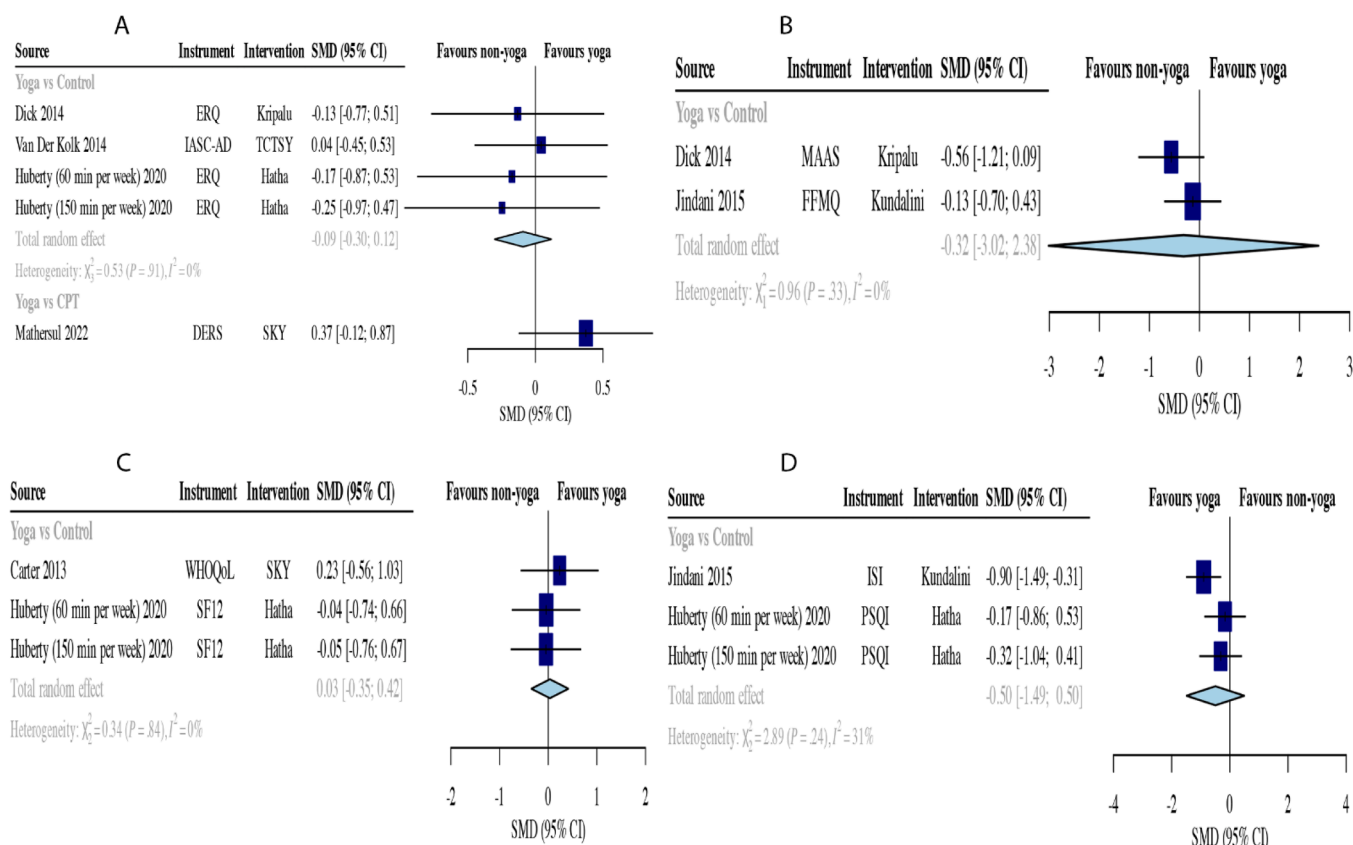 A
Source Instrument Intervention SMD (95% CI) Favours non-yoga Favours yoga
Yoga vs Control
Dick 2014 ERQ Kripalu -0.13 [-0.77; 0.51]
Van Der Kolk 2014 IASC-AD TCTSY 0.04 [-0.45; 0.53]
Huberty (60 min per week) 2020 ERQ Hatha -0.17 [-0.87; 0.53]
Huberty (150 min per week) 2020 ERQ Hatha -0.25 [-0.97; 0.47]
Total random effect -0.09 [-0.30; 0.12]
Heterogeneity: χ²₃ = 0.53 (P = .91), I² = 0%
Yoga vs CPT
Mathersul 2022 DERS SKY 0.37 [-0.12; 0.87]
-0.5 0 0.5
SMD (95% CI)
B
Source Instrument Intervention SMD (95% CI) Favours non-yoga Favours yoga
Yoga vs Control
Dick 2014 MAAS Kripalu -0.56 [-1.21; 0.09]
Jindani 2015 FFMQ Kundalini -0.13 [-0.70; 0.43]
Total random effect -0.32 [-3.02; 2.38]
Heterogeneity: χ²₁ = 0.96 (P = .33), I² = 0%
-3 -2 -1 0 1 2 3
SMD (95% CI)
C
Source Instrument Intervention SMD (95% CI) Favours non-yoga Favours yoga
Yoga vs Control
Carter 2013 WHOQoL SKY 0.23 [-0.56; 1.03]
Huberty (60 min per week) 2020 SF12 Hatha -0.04 [-0.74; 0.66]
Huberty (150 min per week) 2020 SF12 Hatha -0.05 [-0.76; 0.67]
Total random effect 0.03 [-0.35; 0.42]
Heterogeneity: χ²₂ = 0.34 (P = .84), I² = 0%
-2 -1 0 1 2
SMD (95% CI)
D
Source Instrument Intervention SMD (95% CI) Favours yoga Favours non-yoga
Yoga vs Control
Jindani 2015 ISI Kundalini -0.90 [-1.49; -0.31]
Huberty (60 min per week) 2020 PSQI Hatha -0.17 [-0.86; 0.53]
Huberty (150 min per week) 2020 PSQI Hatha -0.32 [-1.04; 0.41]
Total random effect -0.50 [-1.49; 0.50]
Heterogeneity: χ²₂ = 2.89 (P = .24), I² = 31%
-4 -2 0 2 4
SMD (95% CI)